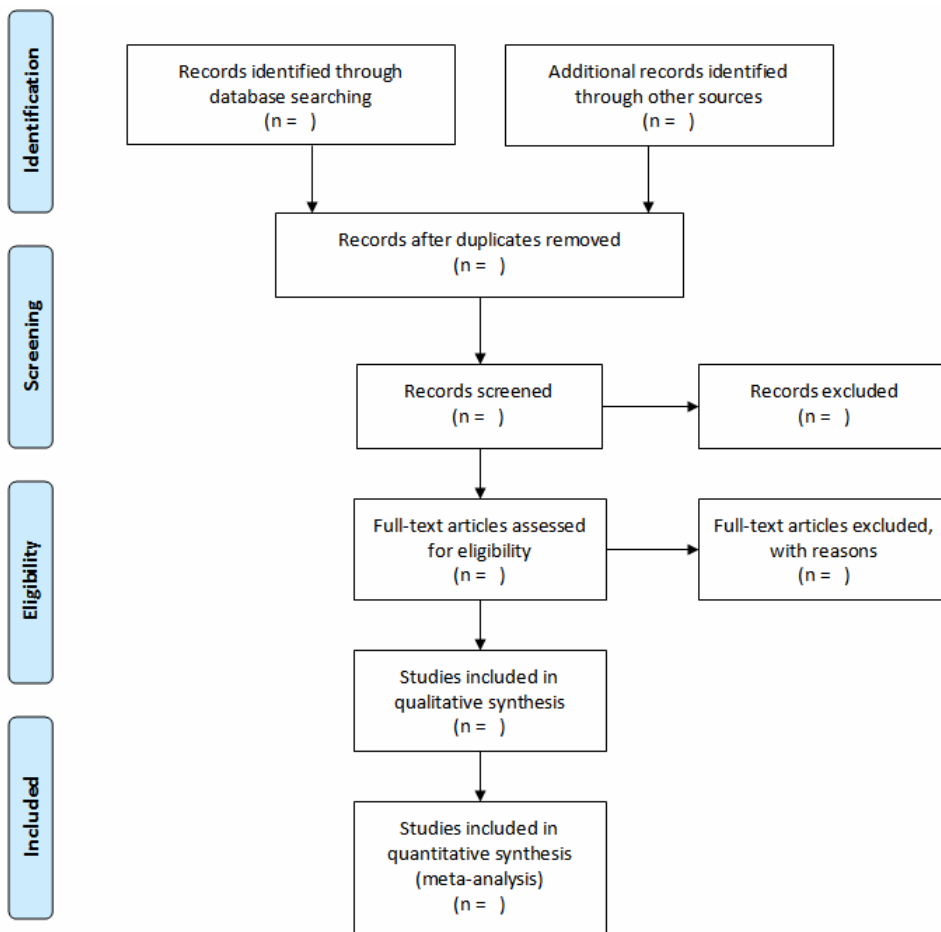 Identification
Records identified through
database searching
(n =   )
Additional records identified
through other sources
(n =   )
Records after duplicates removed
(n =   )
Screening
Records screened
(n =   )
Records excluded
(n =   )
Eligibility
Full-text articles assessed
for eligibility
(n =   )
Full-text articles excluded,
with reasons
(n =   )
Studies included in
qualitative synthesis
(n =   )
Included
Studies included in
quantitative synthesis
(meta-analysis)
(n =   )